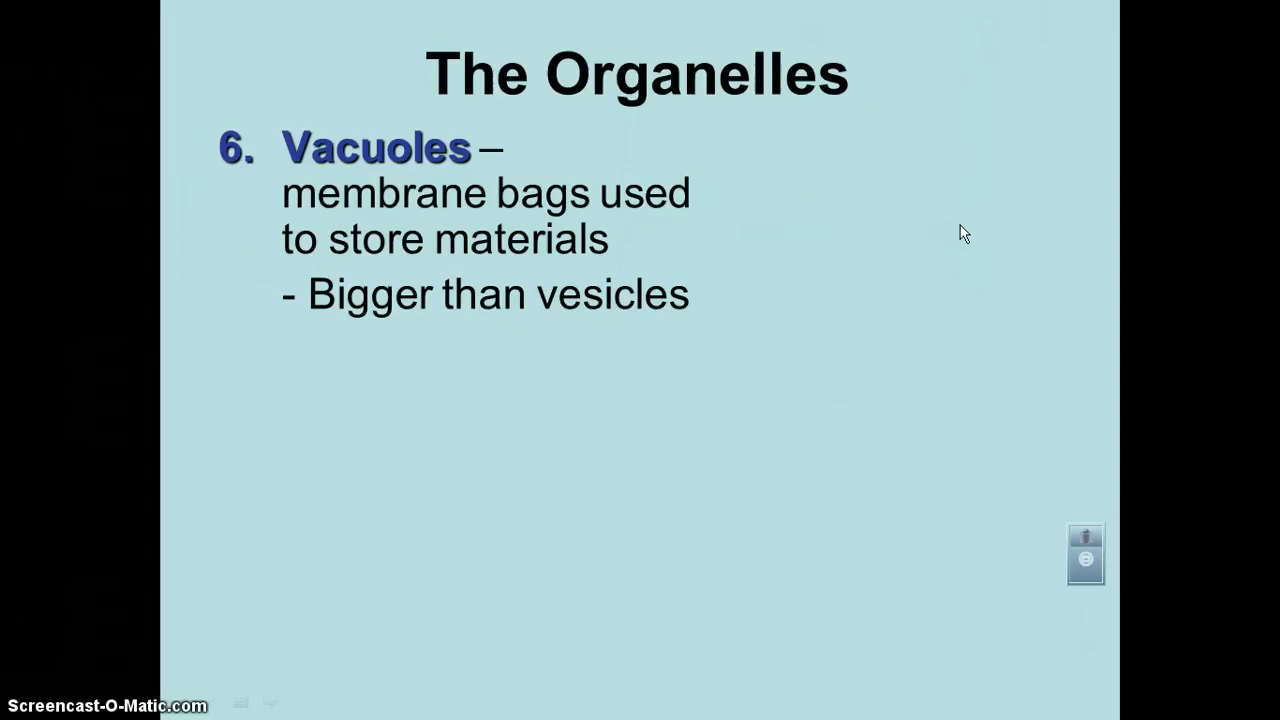 The Organelles
6. Vacuoles –
membrane bags used
to store materials
- Bigger than vesicles
Screencast-O-Matic.com